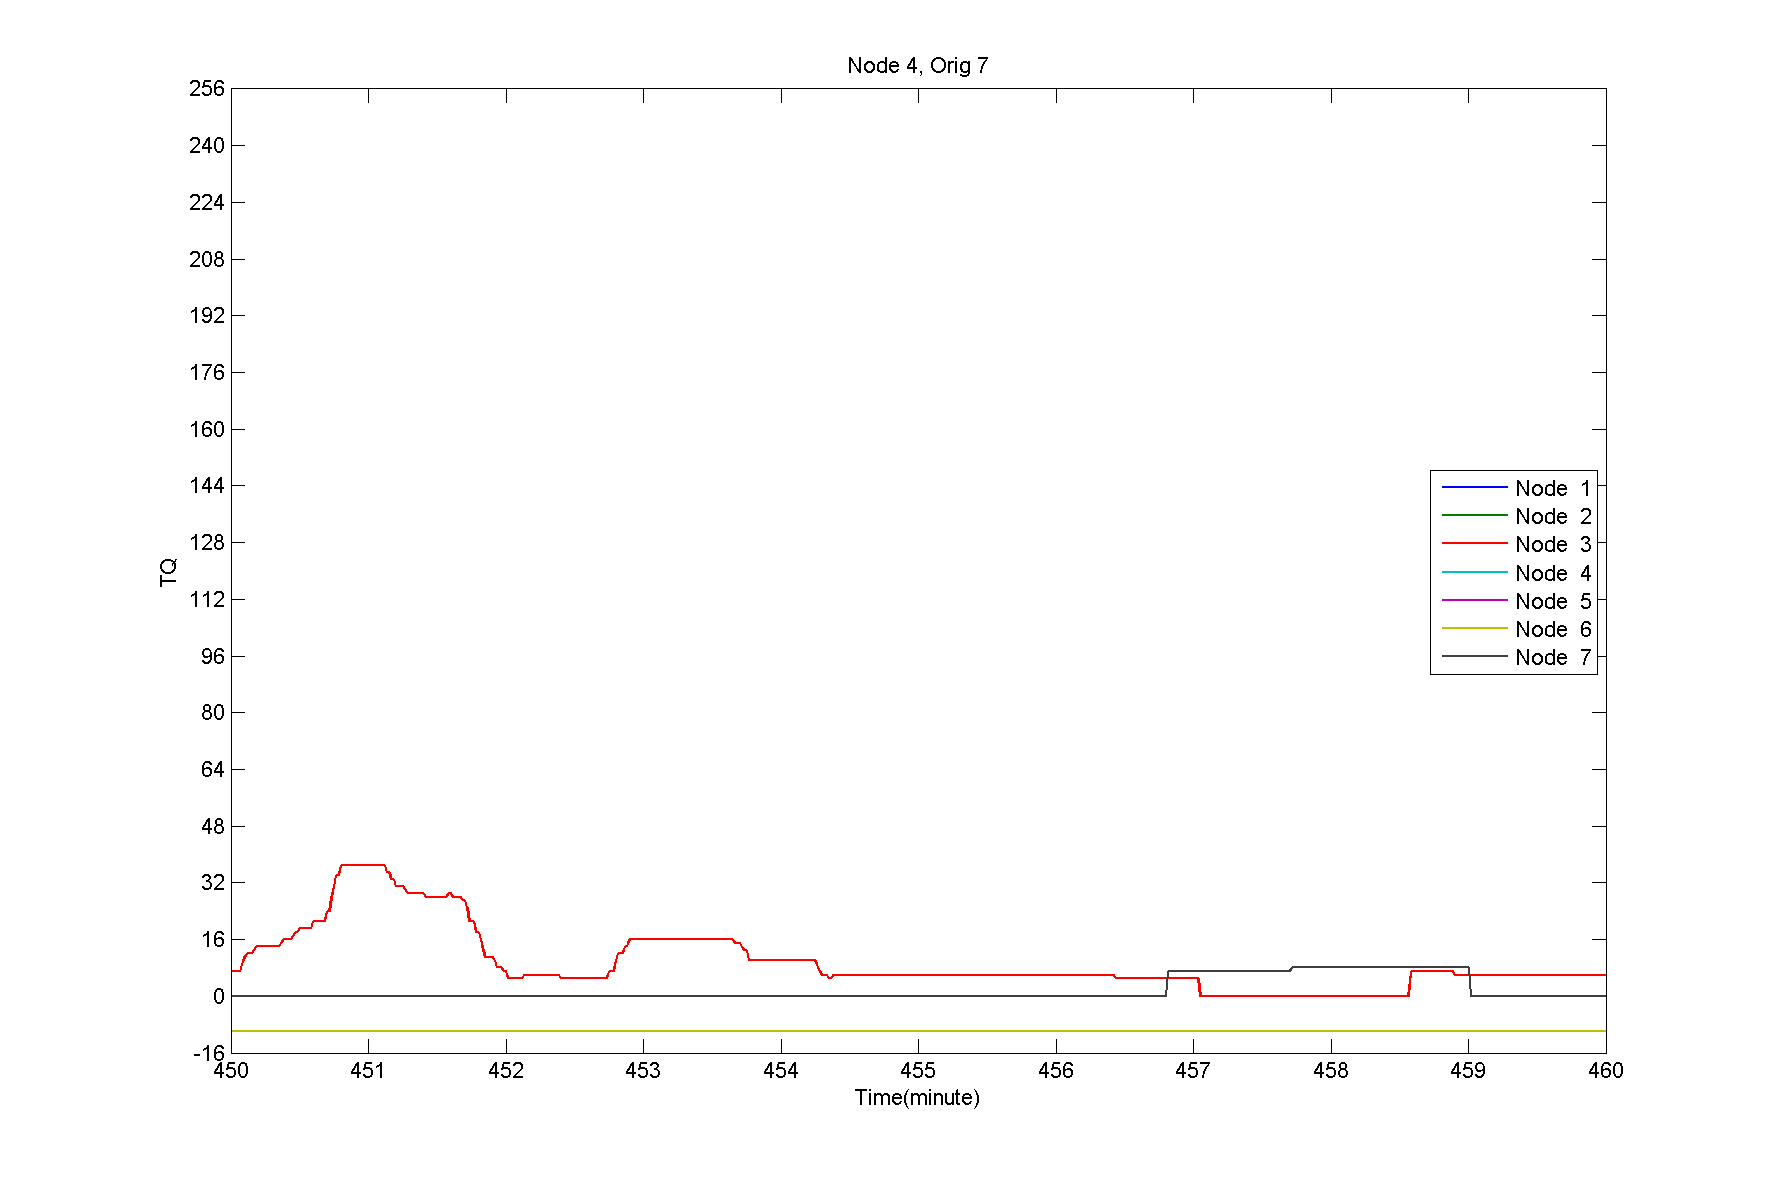 Node 4, Orig 7
256
240
224
208
192
176
160
144
128
112
96
80
64
48
32
16
0
-16
TQ
Node 1
Node 2
Node 3
Node 4
Node 5
Node 6
Node 7
450 451 452 453 454 455 456 457 458 459 460
Time(minute)